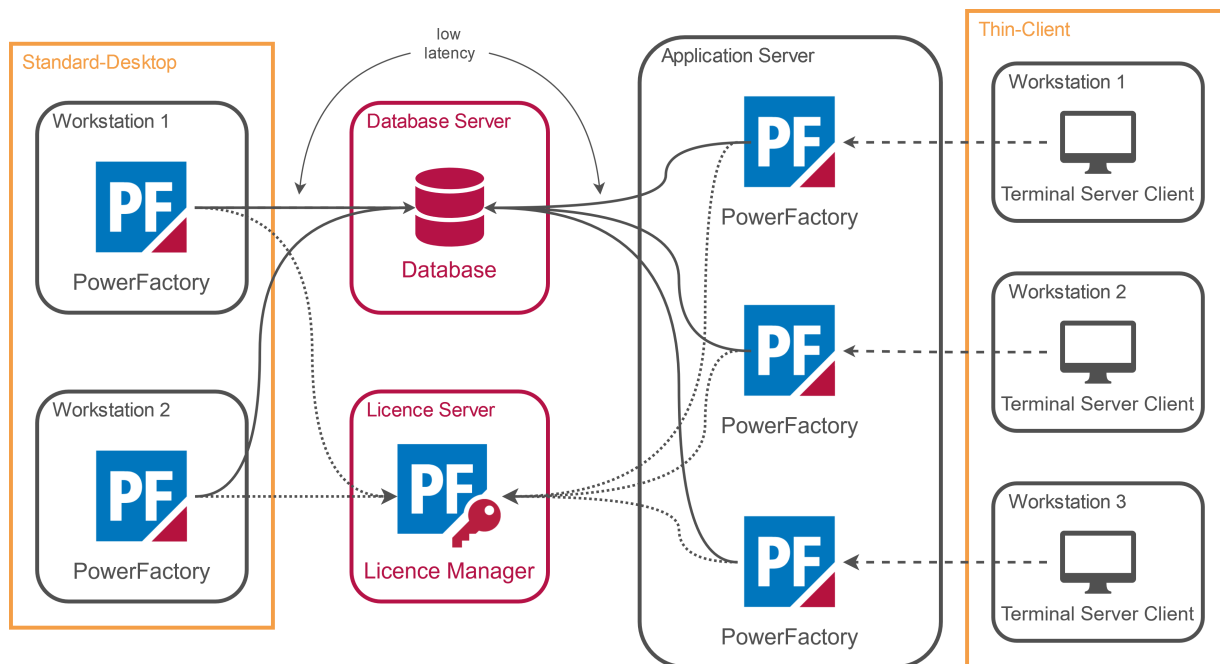 low
latency
Standard-Desktop
Workstation 1
PF
PowerFactory
Workstation 2
PF
PowerFactory
Database Server
Database
Licence Server
PF
Licence Manager
Application Server
PF
PowerFactory
PF
PowerFactory
PF
PowerFactory
Thin-Client
Workstation 1
Terminal Server Client
Workstation 2
Terminal Server Client
Workstation 3
Terminal Server Client